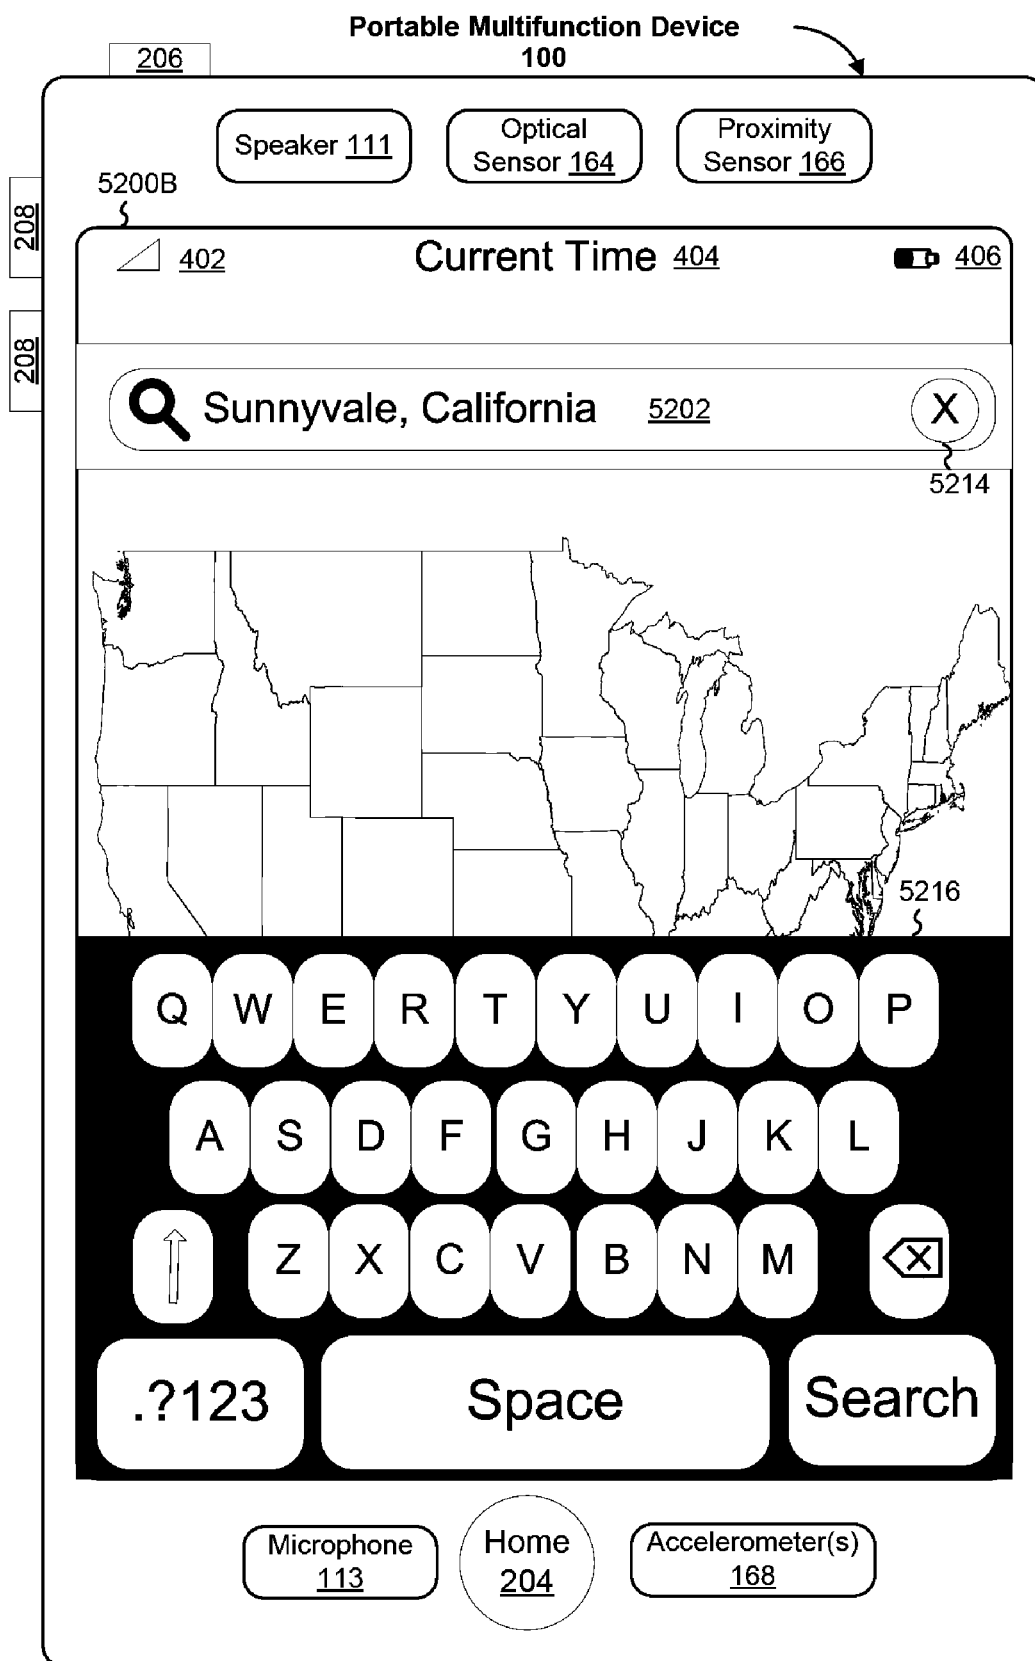 Portable Multifunction Device
100
206
Speaker 111
Optical
Sensor 164
Proximity
Sensor 166
5200B
208
208
402
Current Time 404
406
Sunnyvale, California 5202
X
5214
5216
Q W E R T Y U I O P
A S D F G H J K L
Z X C V B N M
.?123 Space Search
Microphone
113
Home
204
Accelerometer(s)
168